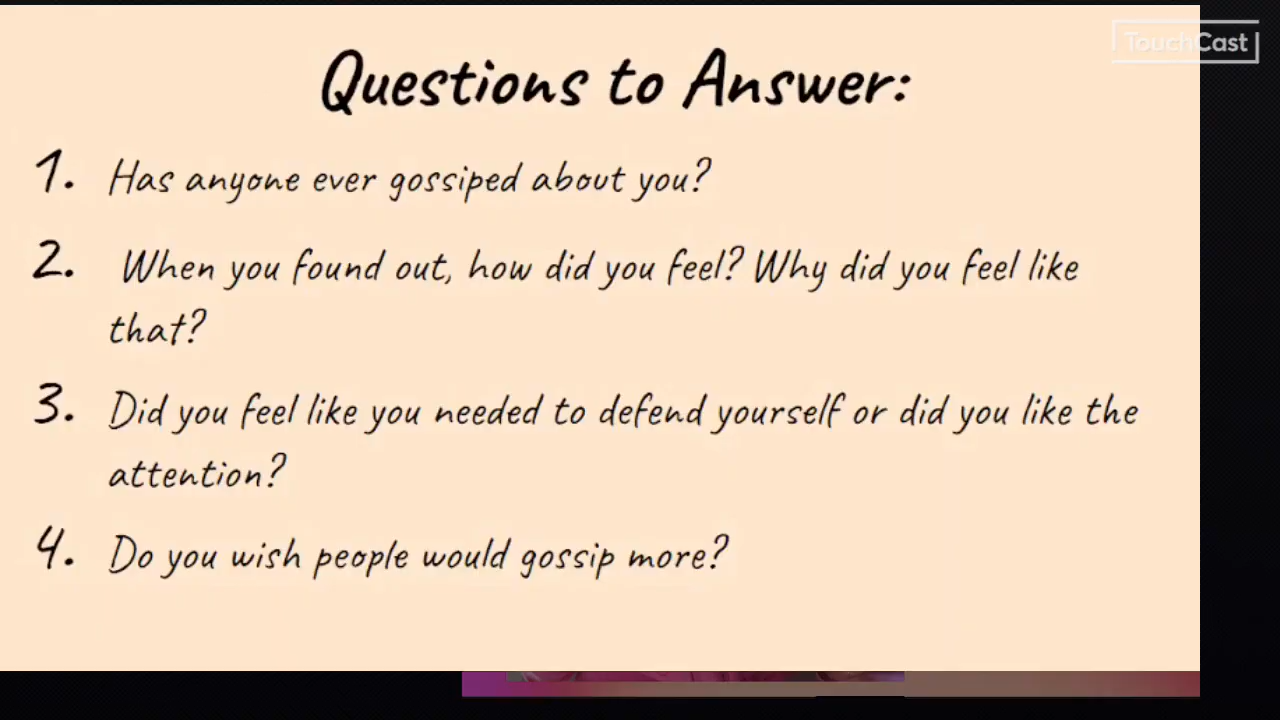 TouchCast
Questions to Answer:
1. Has anyone ever gossiped about you?
2. When you found out, how did you feel? Why did you feel like
that?
3. Did you feel like you needed to defend yourself or did you like the
attention?
4. Do you wish people would gossip more?